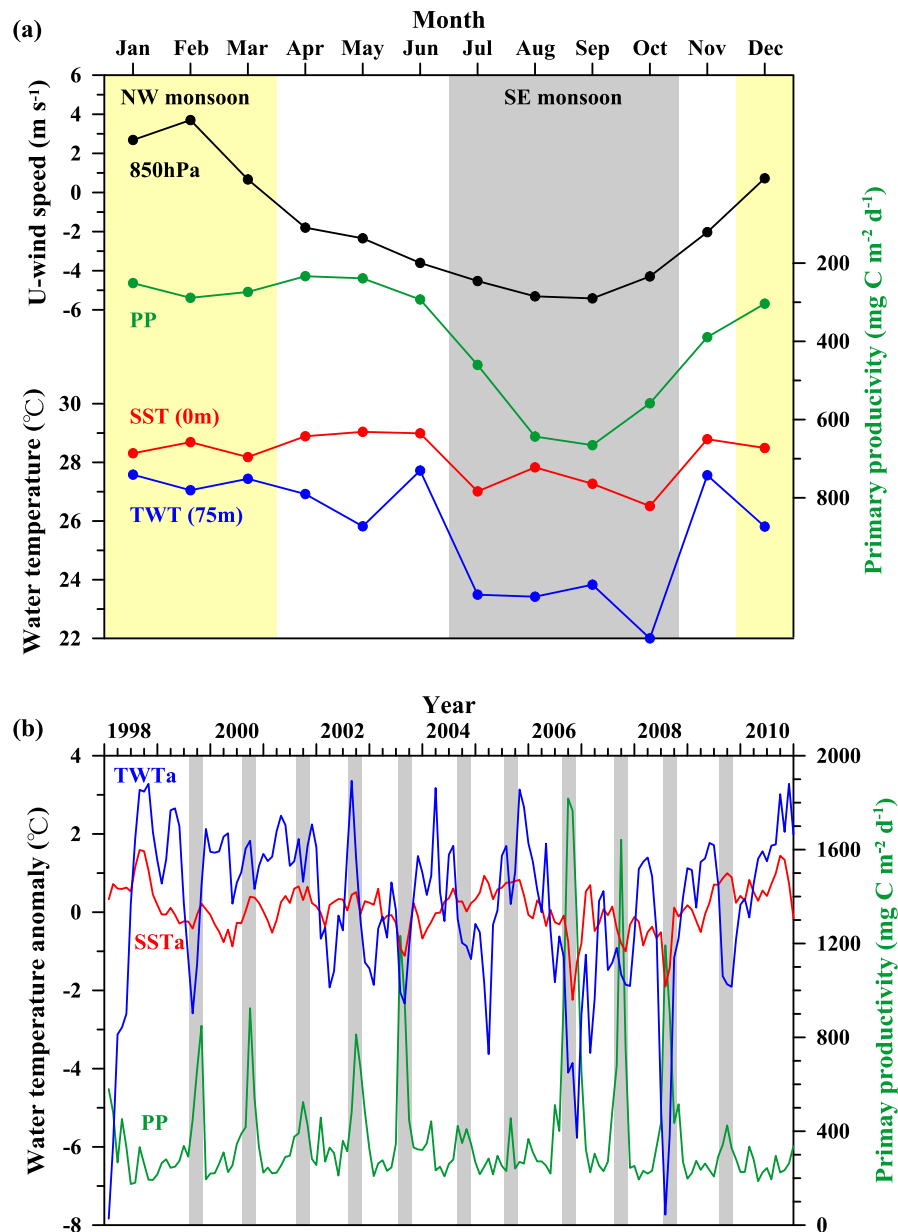 (a)
Month
Jan Feb Mar Apr May Jun Jul Aug Sep Oct Nov Dec
U-wind speed (m s-1)
6
4
2
0
-2
-4
-6
NW monsoon
SE monsoon
850hPa
PP
Water temperature (℃)
30
28
26
24
22
SST (0m)
TWT (75m)
200
400
600
800
Primary productivity (mg C m-2 d-1)
(b)
Year
1998 2000 2002 2004 2006 2008 2010
Water temperature anomaly (℃)
4
2
0
-2
-4
-6
-8
TWTa
SSTa
PP
2000
1600
1200
800
400
0
Primay productivity (mg C m-2 d-1)